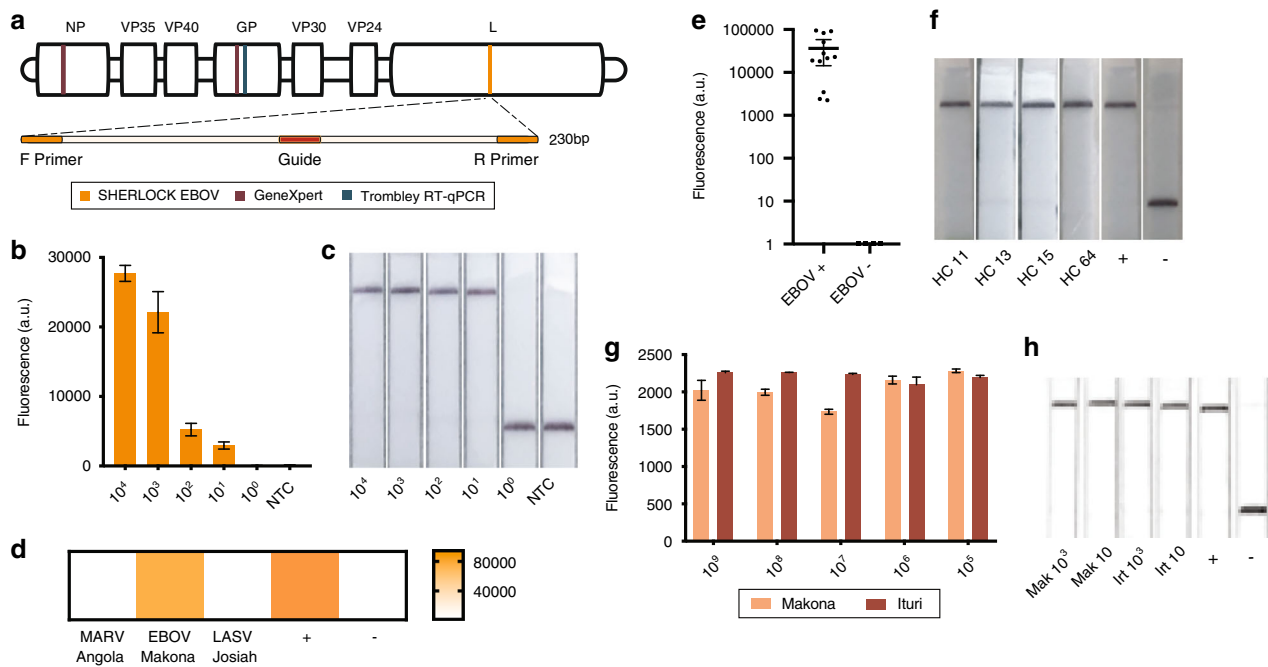 a
NP VP35 VP40 GP VP30 VP24 L
230bp
F Primer Guide R Primer
SHERLOCK EBOV GeneXpert Trombley RT-qPCR
b
Fluorescence (a.u.)
30000
20000
10000
0
10⁴ 10³ 10² 10¹ 10⁰ NTC
c
10⁴ 10³ 10² 10¹ 10⁰ NTC
d
MARV Angola
EBOV Makona
LASV Josiah
+
-
80000
40000
e
Fluorescence (a.u.)
100000
10000
1000
100
10
1
EBOV + EBOV -
f
HC 11 HC 13 HC 15 HC 64 + -
g
Fluorescence (a.u.)
2500
2000
1500
1000
500
0
10⁹ 10⁸ 10⁷ 10⁶ 10⁵
Makona Ituri
h
Mak 10³ Mak 10 Irt 10³ Irt 10 + -